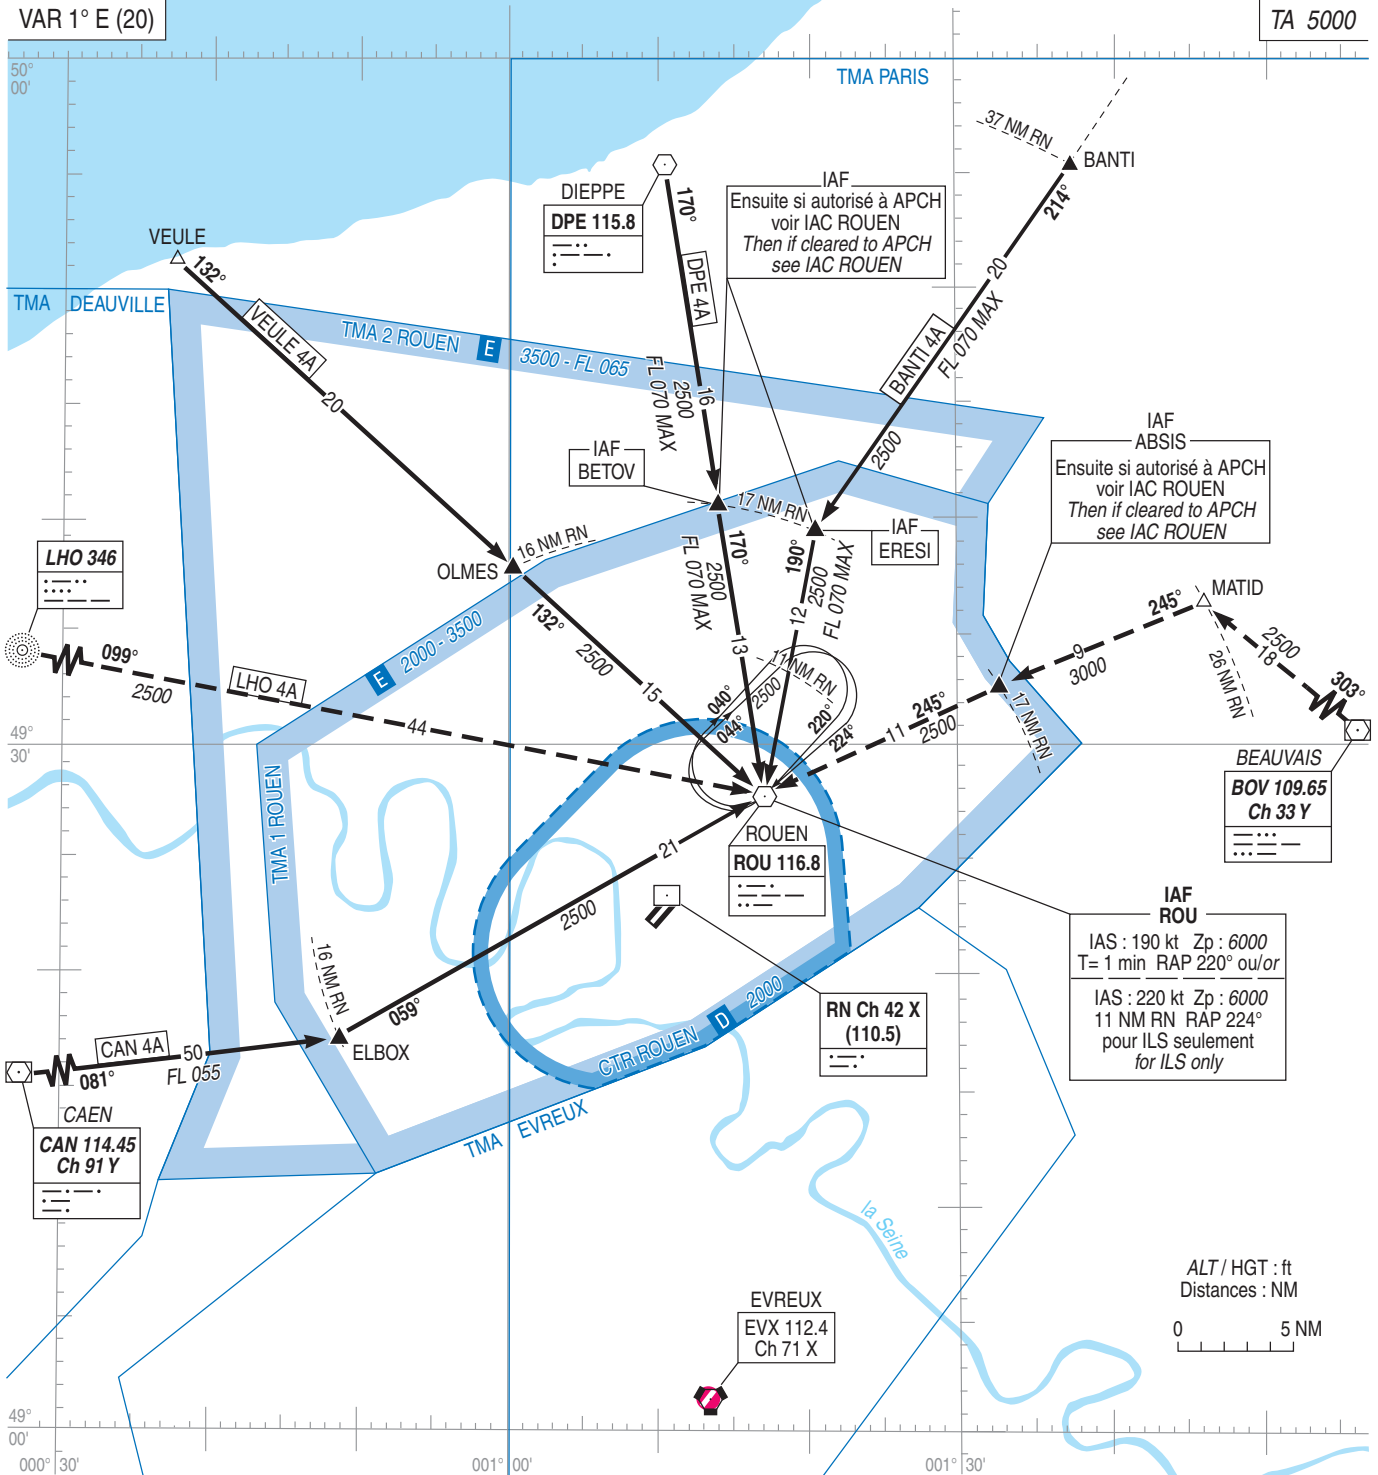 VAR 1° E (20)
TA 5000
50°
00'
TMA PARIS
37 NM RN
BANTI
214°
20
FL 070 MAX
BANTI 4A
2500
DIEPPE
DPE 115.8
170°
DPE 4A
16
2500
FL 070 MAX
IAF
Ensuite si autorisé à APCH
voir IAC ROUEN
Then if cleared to APCH
see IAC ROUEN
VEULE
132°
VEULE 4A
20
TMA DEAUVILLE
TMA 2 ROUEN
E
3500 - FL 065
IAF
BETOV
17 NM RN
IAF
ERESI
IAF
ABSIS
Ensuite si autorisé à APCH
voir IAC ROUEN
Then if cleared to APCH
see IAC ROUEN
OLMES
16 NM RN
170°
2500
FL 070 MAX
13
190°
2500
FL 070 MAX
12
LHO 346
099°
2500
LHO 4A
44
E
2000 - 3500
132°
2500
15
MATID
245°
9
3000
26 NM RN
2500
18
303°
BEAUVAIS
BOV 109.65
Ch 33 Y
17 NM RN
245°
11
2500
11 NM RN
2500
040°
044°
220°
224°
49°
30'
TMA 1 ROUEN
ROUEN
ROU 116.8
21
2500
16 NM RN
059°
ELBOX
CAN 4A
50
081°
FL 055
CAEN
CAN 114.45
Ch 91 Y
IAF
ROU
IAS : 190 kt Zp : 6000
T= 1 min RAP 220° ou/or
IAS : 220 kt Zp : 6000
11 NM RN RAP 224°
pour ILS seulement
for ILS only
RN Ch 42 X
(110.5)
CTR ROUEN
D
2000
TMA EVREUX
la Seine
EVREUX
EVX 112.4
Ch 71 X
ALT / HGT : ft
Distances : NM
0
5 NM
49°
00'
000° 30'
001° 00'
001° 30'